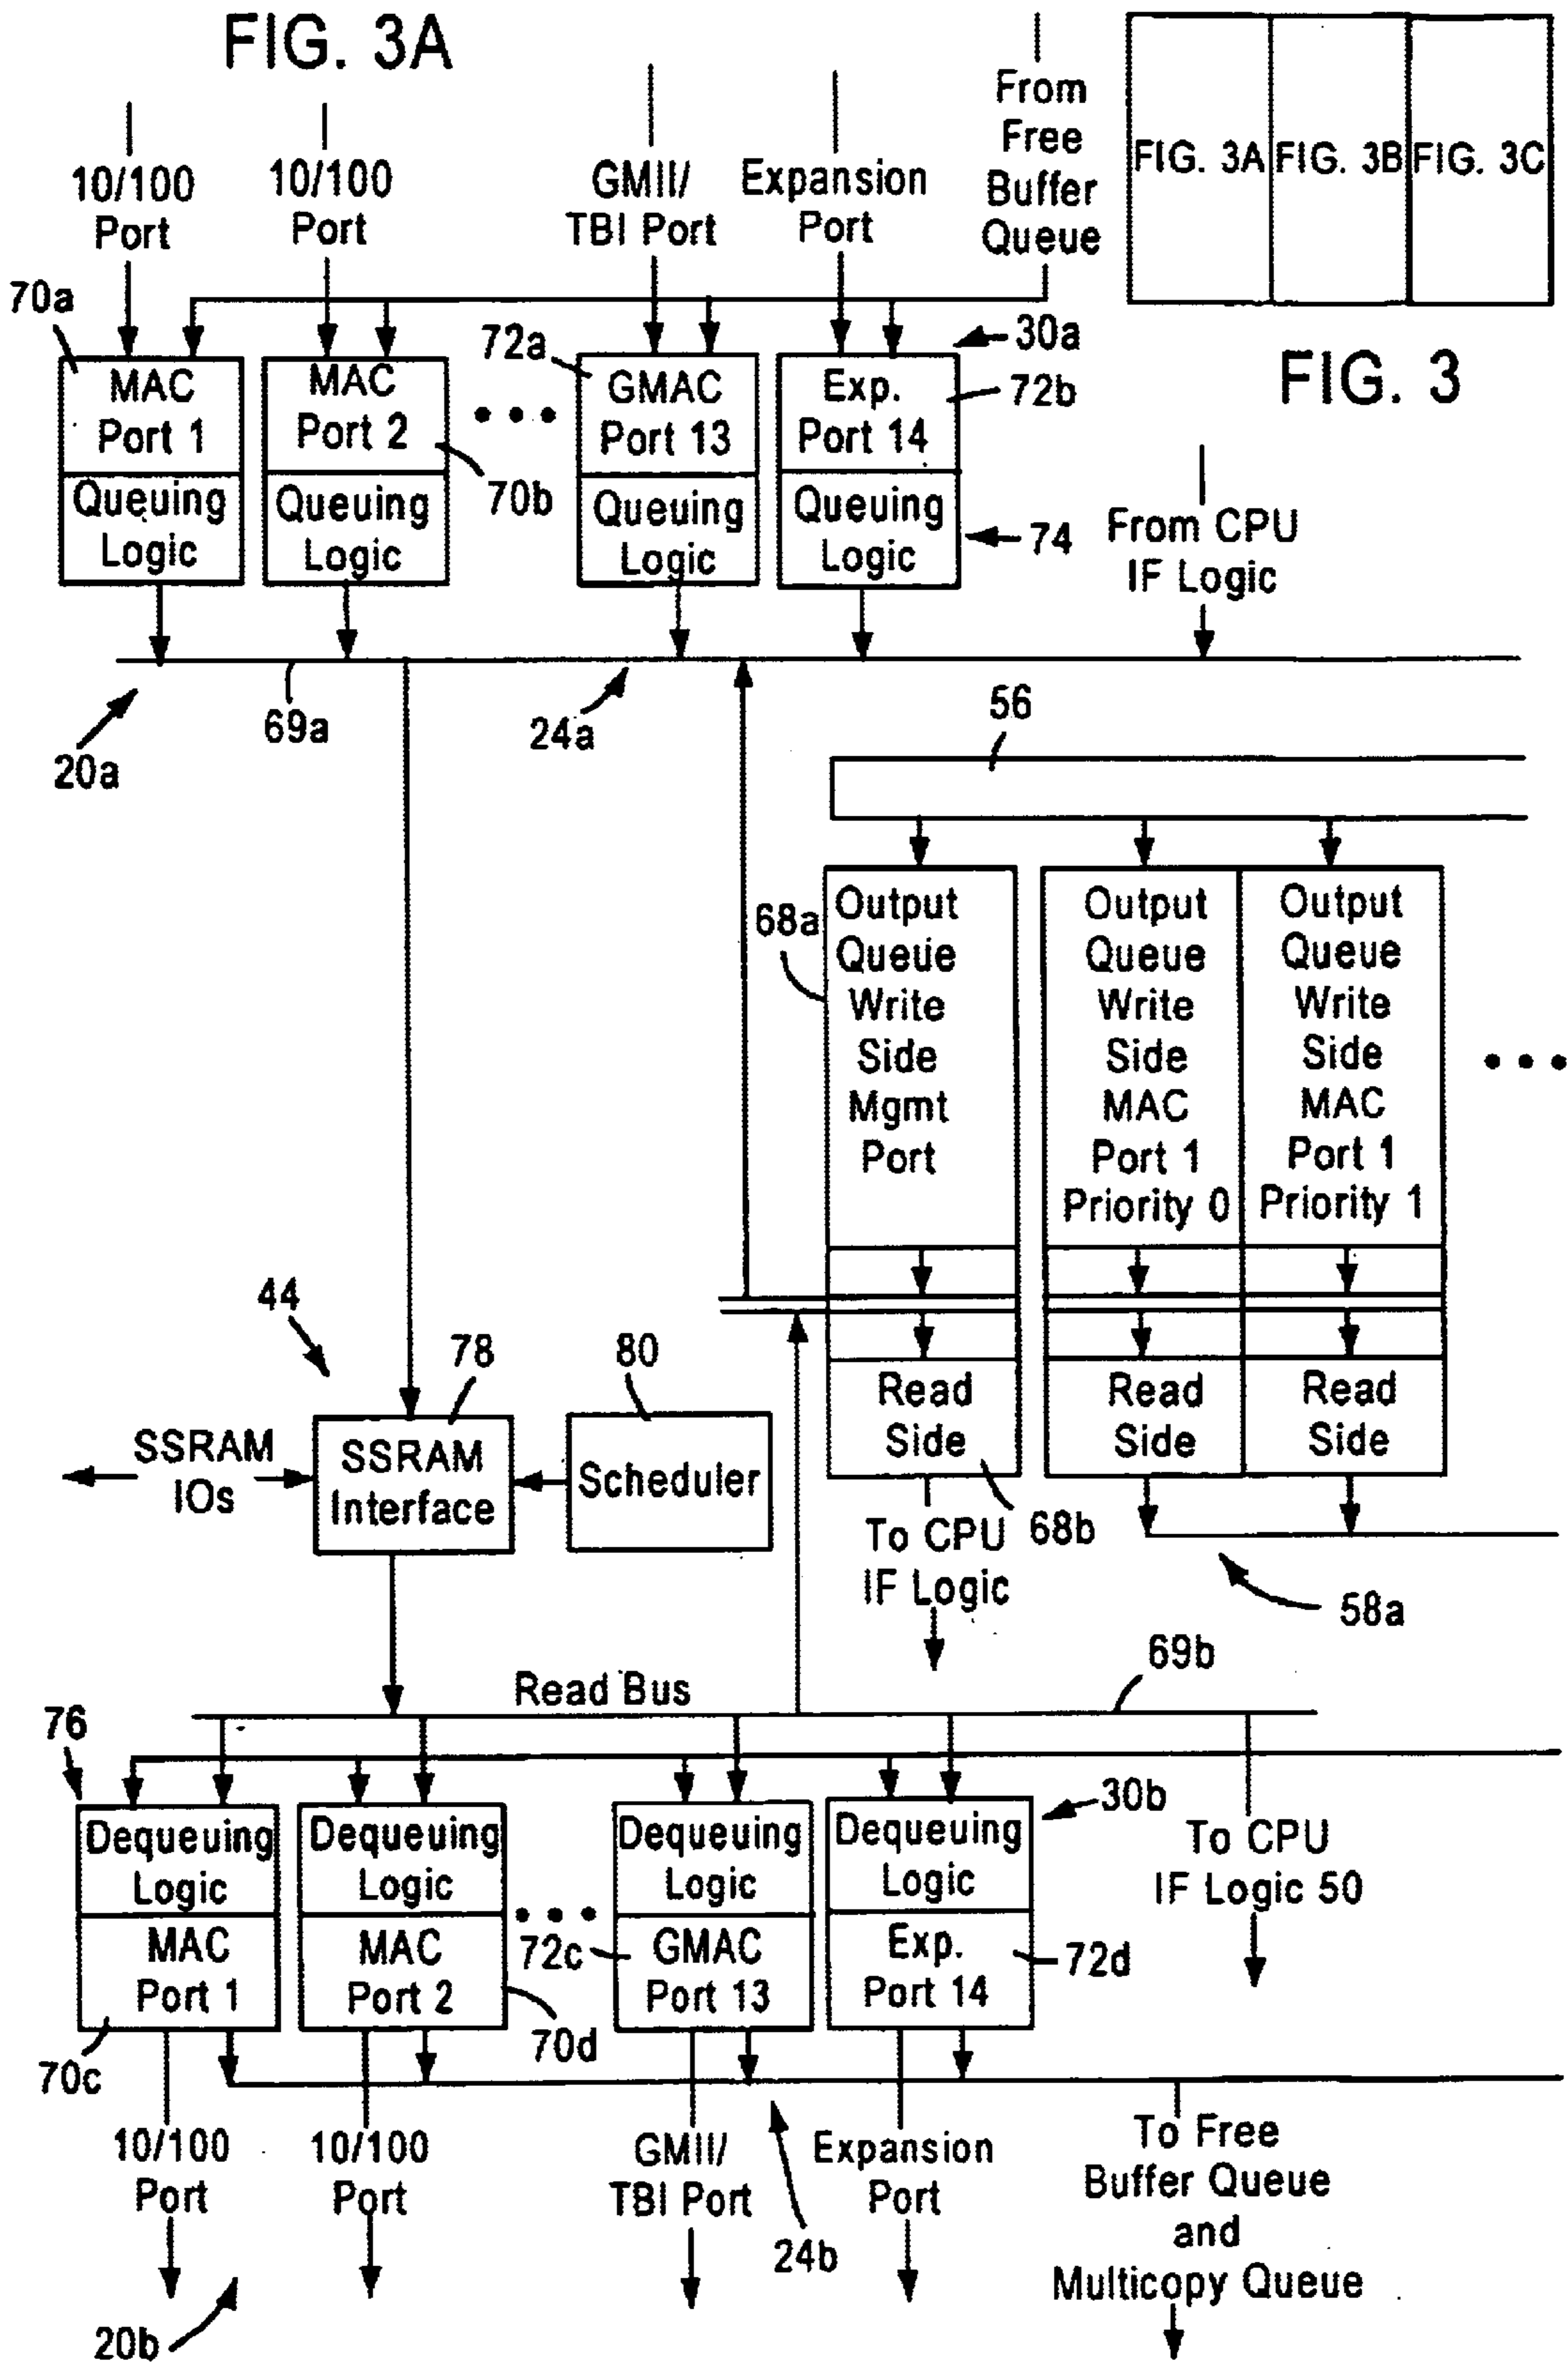 FIG. 3A
From
Free
Buffer
Queue
FIG. 3A
FIG. 3B
FIG. 3C
FIG. 3
10/100
Port
10/100
Port
GMII/
TBI Port
Expansion
Port
70a
72a
30a
MAC
Port 1
Queuing
Logic
MAC
Port 2
Queuing
Logic
70b
GMAC
Port 13
Queuing
Logic
Exp.
Port 14
Queuing
Logic
72b
74
From CPU
IF Logic
69a
24a
20a
56
68a
Output
Queue
Write
Side
Mgmt
Port
Output
Queue
Write
Side
MAC
Port 1
Priority 0
Output
Queue
Write
Side
MAC
Port 1
Priority 1
44
78
80
SSRAM
IOs
SSRAM
Interface
Scheduler
Read
Side
Read
Side
Read
Side
To CPU
IF Logic
68b
58a
Read Bus
69b
76
Dequeuing
Logic
MAC
Port 1
Dequeuing
Logic
MAC
Port 2
Dequeuing
Logic
GMAC
Port 13
Dequeuing
Logic
Exp.
Port 14
30b
To CPU
IF Logic 50
72c
72d
70c
70d
10/100
Port
10/100
Port
GMII/
TBI Port
Expansion
Port
To Free
Buffer Queue
and
Multicopy Queue
24b
20b